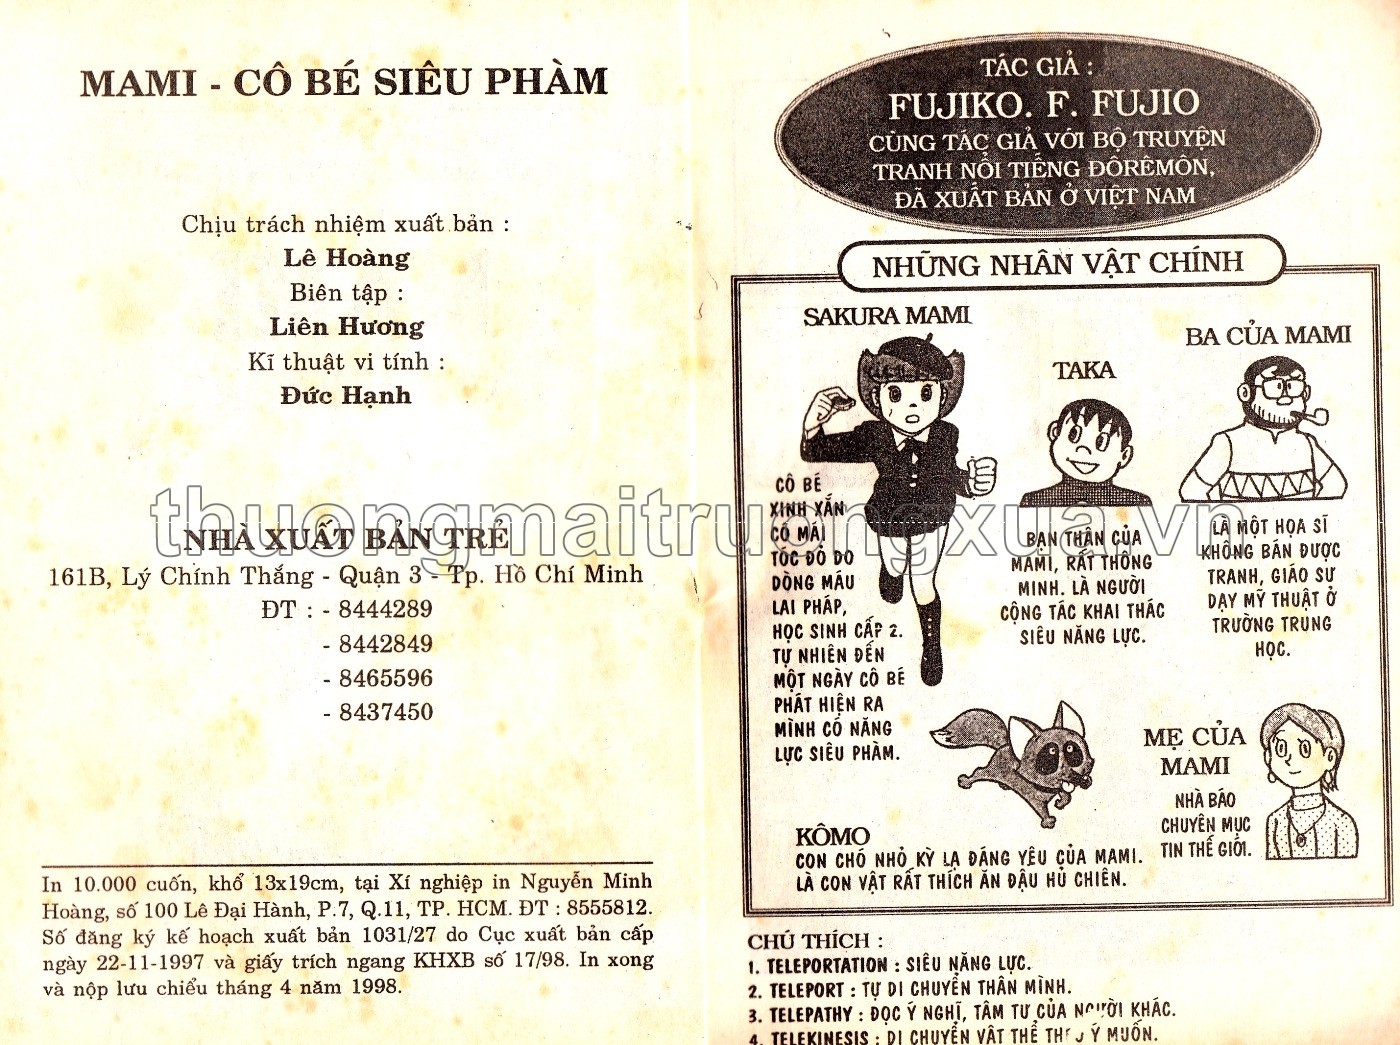 MAMI - CÔ BÉ SIÊU PHÀM
Chịu trách nhiệm xuất bản :
Lê Hoàng
Biên tập :
Liên Hương
Kĩ thuật vi tính :
Đức Hạnh
NHÀ XUẤT BẢN TRẺ
161B, Lý Chính Thắng - Quận 3 - Tp. Hồ Chí Minh
ĐT : - 8444289
- 8442849
- 8465596
- 8437450
In 10.000 cuốn, khổ 13x19cm, tại Xí nghiệp in Nguyễn Minh
Hoàng, số 100 Lê Đại Hành, P.7, Q.11, TP. HCM. ĐT : 8555812.
Số đăng ký kế hoạch xuất bản 1031/27 do Cục xuất bản cấp
ngày 22-11-1997 và giấy trích ngang KHXB số 17/98. In xong
và nộp lưu chiểu tháng 4 năm 1998.
thuongmaitruongxua.vn
TÁC GIẢ :
FUJIKO. F. FUJIO
CÙNG TÁC GIẢ VỚI BỘ TRUYỆN
TRANH NỔI TIẾNG ĐÔRÊMÔN,
ĐÃ XUẤT BẢN Ở VIỆT NAM
NHỮNG NHÂN VẬT CHÍNH
SAKURA MAMI
CÔ BÉ
XINH XẮN
CÓ MÁI
TÓC ĐỎ DO
DÒNG MÁU
LAI PHÁP,
HỌC SINH CẤP 2.
TỰ NHIÊN ĐẾN
MỘT NGÀY CÔ BÉ
PHÁT HIỆN RA
MÌNH CÓ NĂNG
LỰC SIÊU PHÀM.
TAKA
BẠN THÂN CỦA
MAMI, RẤT THÔNG
MINH. LÀ NGƯỜI
CỘNG TÁC KHAI THÁC
SIÊU NĂNG LỰC.
BA CỦA MAMI
LÀ MỘT HỌA SĨ
KHÔNG BÁN ĐƯỢC
TRANH, GIÁO SƯ
DẠY MỸ THUẬT Ở
TRƯỜNG TRUNG
HỌC.
MẸ CỦA
MAMI
NHÀ BÁO
CHUYÊN MỤC
TIN THẾ GIỚI.
KÔMO
CON CHÓ NHỎ KỲ LẠ ĐÁNG YÊU CỦA MAMI.
LÀ CON VẬT RẤT THÍCH ĂN ĐẬU HỦ CHIÊN.
CHÚ THÍCH :
1. TELEPORTATION : SIÊU NĂNG LỰC.
2. TELEPORT : TỰ DI CHUYỂN THÂN MÌNH.
3. TELEPATHY : ĐỌC Ý NGHĨ, TÂM TƯ CỦA NGƯỜI KHÁC.
4. TELEKINESIS : DI CHUYỂN VẬT THỂ THEO Ý MUỐN.